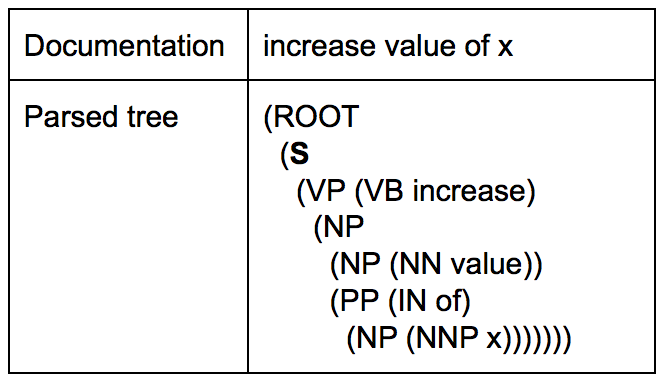 Documentation increase value of x
Parsed tree (ROOT
(S
(VP (VB increase)
(NP
(NP (NN value))
(PP (IN of)
(NP (NNP x)))))))